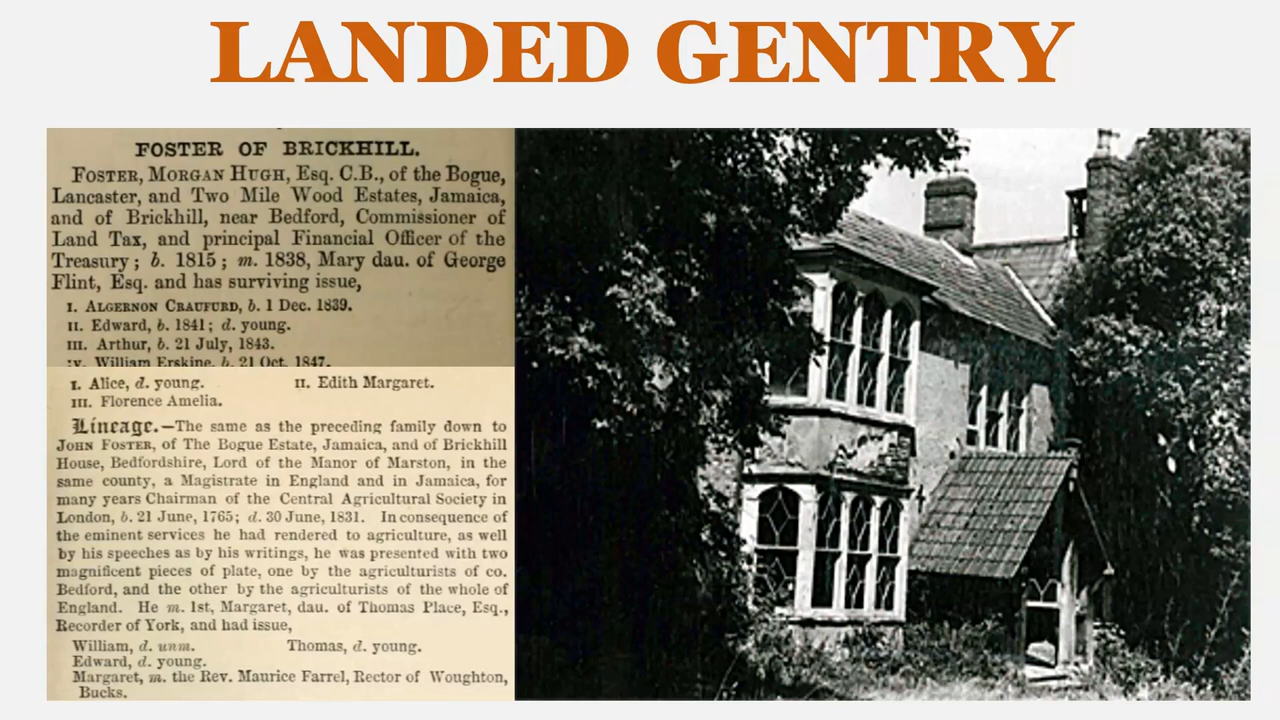 LANDED GENTRY
FOSTER OF BRICKHILL.
FOSTER, MORGAN HUGH, Esq. C.B., of the Bogue,
Lancaster, and Two Mile Wood Estates, Jamaica,
and of Brickhill, near Bedford, Commissioner of
Land Tax, and principal Financial Officer of the
Treasury; b. 1815; m. 1838, Mary dau. of George
Flint, Esq. and has surviving issue,
I. ALGERNON CRAUFURD, b. 1 Dec. 1839.
II. Edward, b. 1841; d. young.
III. Arthur, b. 21 July, 1843.
IV. William Erskine, b. 21 Oct. 1847.
I. Alice, d. young. II. Edith Margaret.
III. Florence Amelia.
Lineage.—The same as the preceding family down to
JOHN FOSTER, of The Bogue Estate, Jamaica, and of Brickhill
House, Bedfordshire, Lord of the Manor of Marston, in the
same county, a Magistrate in England and in Jamaica, for
many years Chairman of the Central Agricultural Society in
London, b. 21 June, 1765; d. 30 June, 1831. In consequence of
the eminent services he had rendered to agriculture, as well
by his speeches as by his writings, he was presented with two
magnificent pieces of plate, one by the agriculturists of co.
Bedford, and the other by the agriculturists of the whole of
England. He m. 1st, Margaret, dau. of Thomas Place, Esq.,
Recorder of York, and had issue,
William, d. unm. Thomas, d. young.
Edward, d. young.
Margaret, m. the Rev. Maurice Farrel, Rector of Woughton,
Bucks.